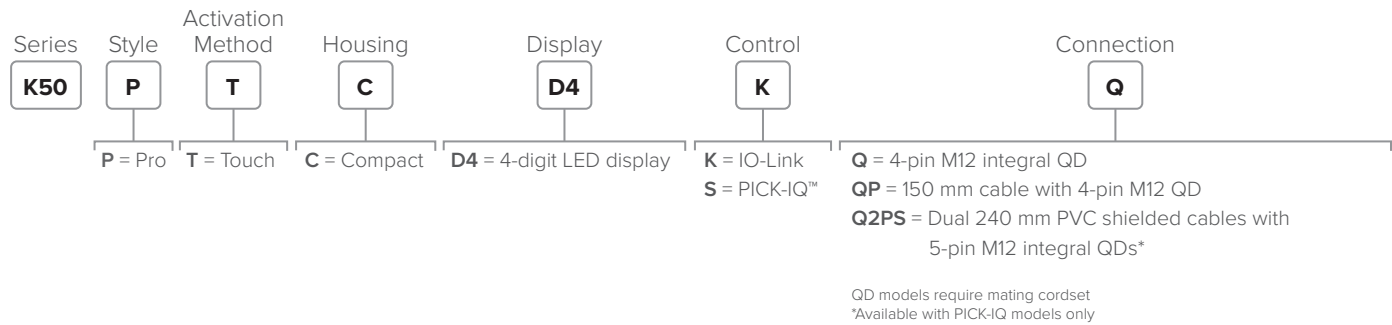 Series Style Activation Method Housing Display Control Connection
K50 P T C D4 K Q
P = Pro T = Touch C = Compact D4 = 4-digit LED display K = IO-Link Q = 4-pin M12 integral QD
S = PICK-IQ™ QP = 150 mm cable with 4-pin M12 QD
Q2PS = Dual 240 mm PVC shielded cables with
5-pin M12 integral QDs*
QD models require mating cordset
*Available with PICK-IQ models only